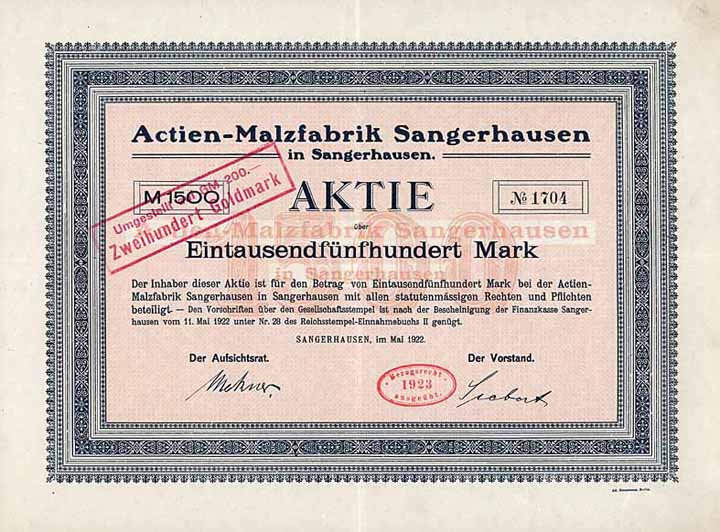 Actien-Malzfabrik Sangerhausen
in Sangerhausen.
M 1500
AKTIE
№ 1704
Umgestellt auf GM. 200.—
Zweihundert Goldmark
über
Eintausendfünfhundert Mark
Actien-Malzfabrik Sangerhausen
in Sangerhausen
Der Inhaber dieser Aktie ist für den Betrag von Eintausendfünfhundert Mark bei der Actien-
Malzfabrik Sangerhausen in Sangerhausen mit allen statutenmässigen Rechten und Pflichten
beteiligt. — Den Vorschriften über den Gesellschaftsstempel ist nach der Bescheinigung der Finanzkasse Sanger-
hausen vom 11. Mai 1922 unter Nr. 28 des Reichsstempel-Einnahmebuchs II genügt.
SANGERHAUSEN, im Mai 1922.
Der Aufsichtsrat.
Der Vorstand.
Bezugsrecht
1923
ausgeübt.
Siebert